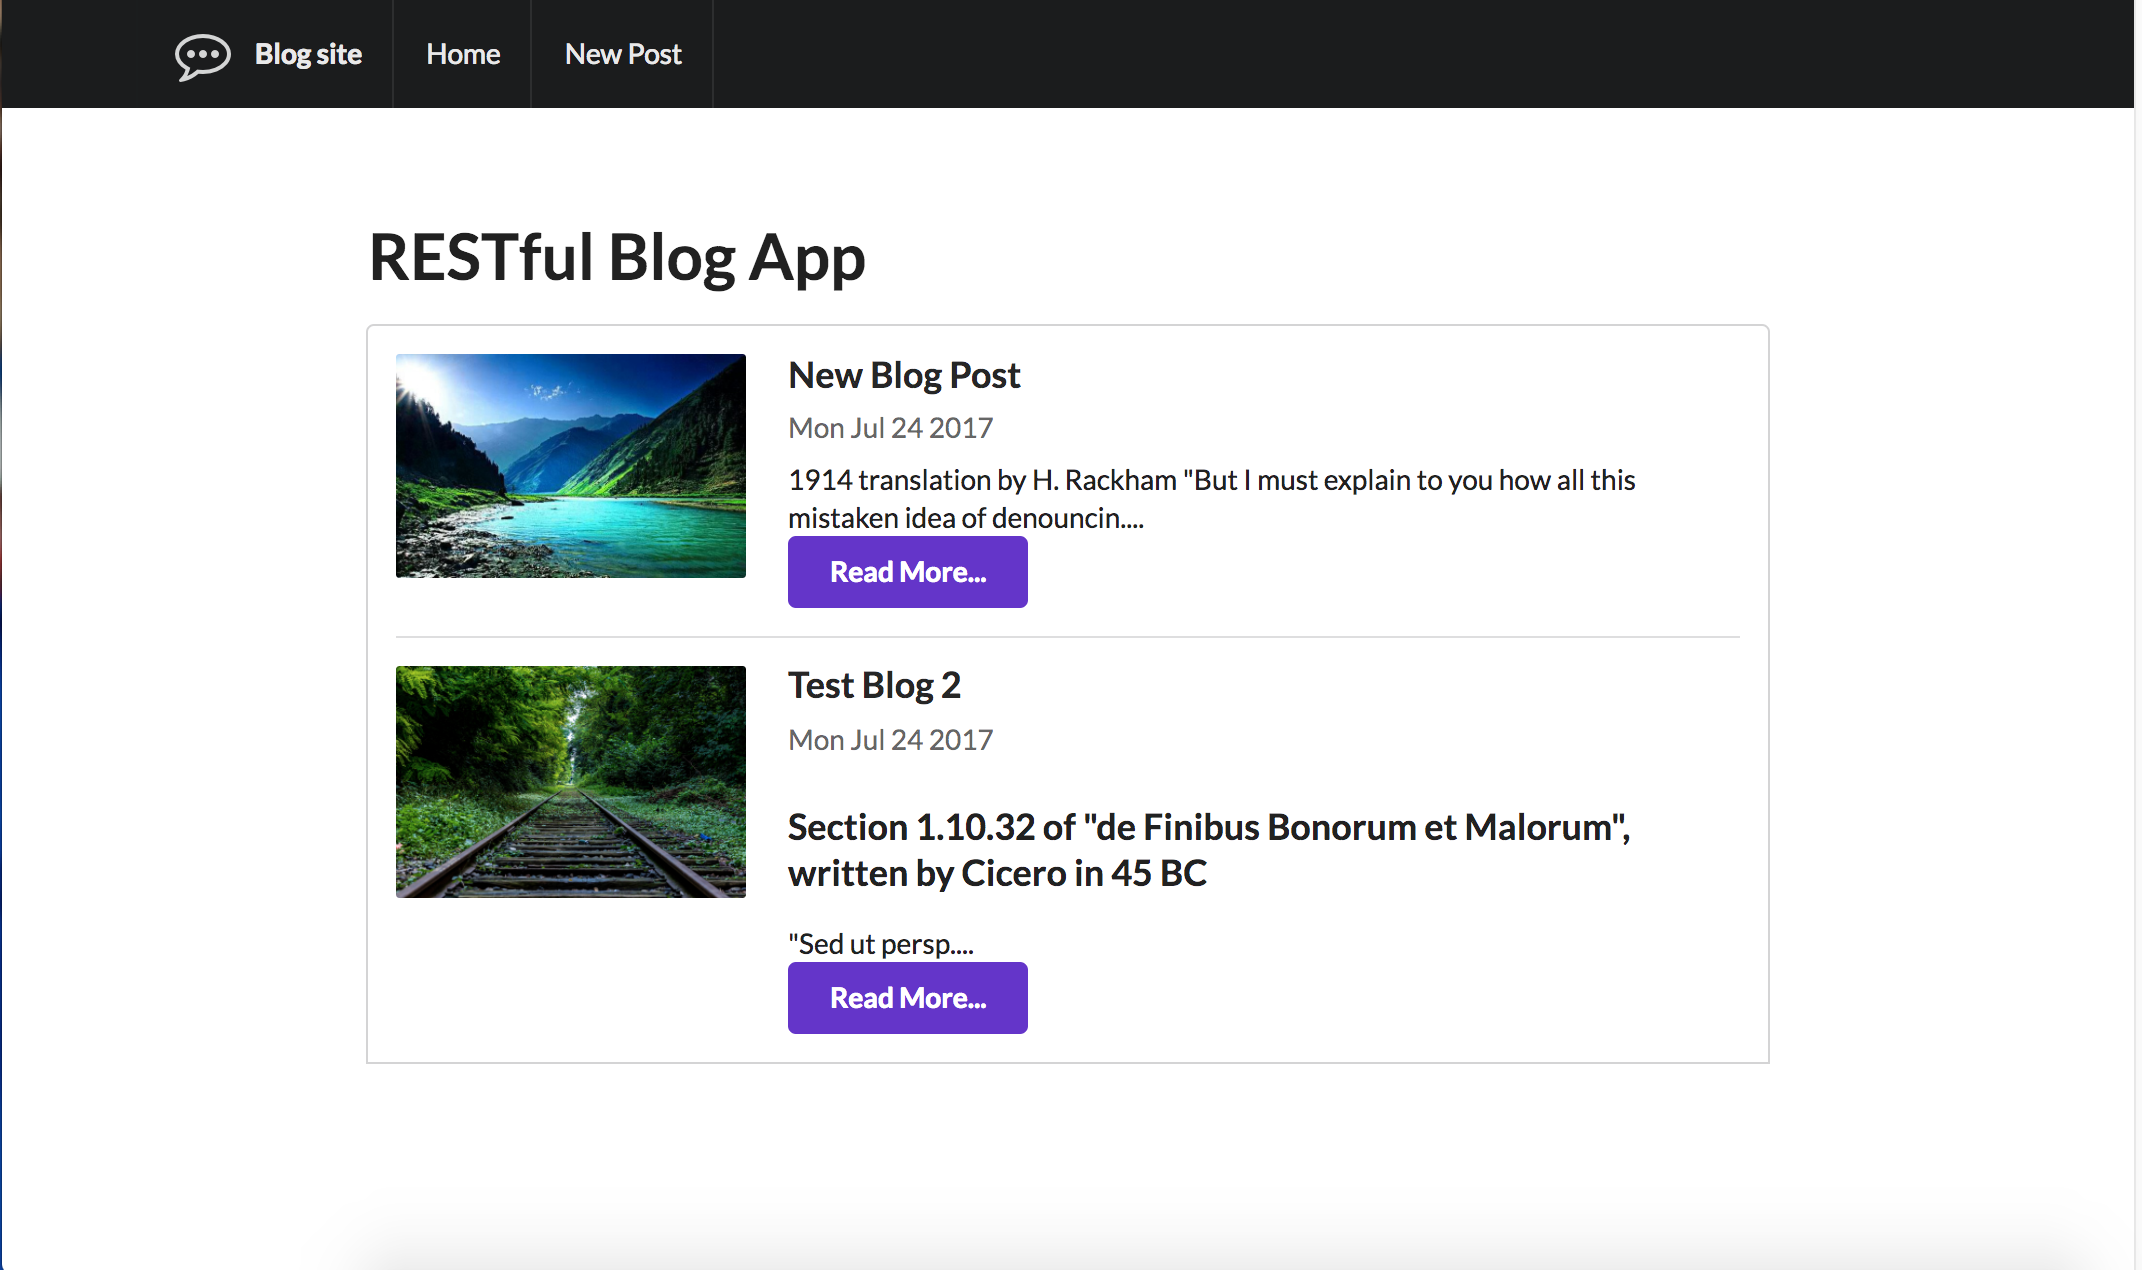 Blog site Home New Post
RESTful Blog App
New Blog Post
Mon Jul 24 2017
1914 translation by H. Rackham "But I must explain to you how all this
mistaken idea of denouncin....
Read More...
Test Blog 2
Mon Jul 24 2017
Section 1.10.32 of "de Finibus Bonorum et Malorum",
written by Cicero in 45 BC
"Sed ut persp....
Read More...